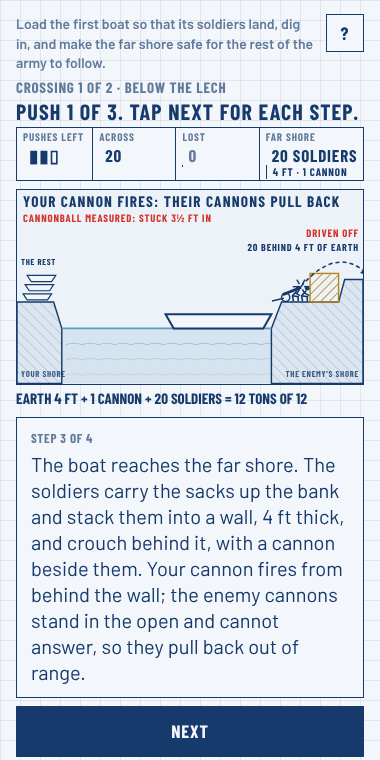 Load the first boat so that its soldiers land, dig
in, and make the far shore safe for the rest of the
army to follow.
?
CROSSING 1 OF 2 · BELOW THE LECH
PUSH 1 OF 3. TAP NEXT FOR EACH STEP.
PUSHES LEFT
ACROSS
20
LOST
0
FAR SHORE
20 SOLDIERS
4 FT · 1 CANNON
YOUR CANNON FIRES: THEIR CANNONS PULL BACK
CANNONBALL MEASURED: STUCK 3½ FT IN
DRIVEN OFF
20 BEHIND 4 FT OF EARTH
THE REST
YOUR SHORE
THE ENEMY'S SHORE
EARTH 4 FT + 1 CANNON + 20 SOLDIERS = 12 TONS OF 12
STEP 3 OF 4
The boat reaches the far shore. The
soldiers carry the sacks up the bank
and stack them into a wall, 4 ft thick,
and crouch behind it, with a cannon
beside them. Your cannon fires from
behind the wall; the enemy cannons
stand in the open and cannot
answer, so they pull back out of
range.
NEXT